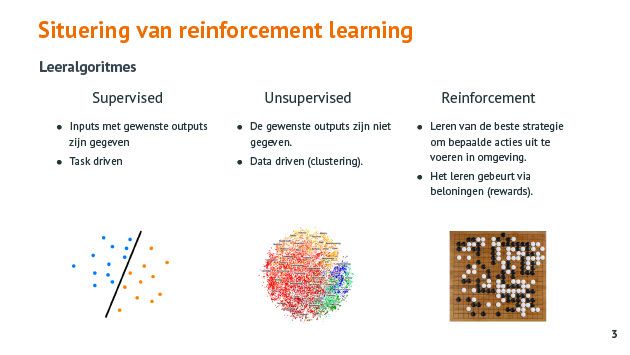 Situering van reinforcement learning
Leeralgoritmes
Supervised
● Inputs met gewenste outputs
zijn gegeven
● Task driven
Unsupervised
● De gewenste outputs zijn niet
gegeven.
● Data driven (clustering).
Reinforcement
● Leren van de beste strategie
om bepaalde acties uit te
voeren in omgeving.
● Het leren gebeurt via
beloningen (rewards).
3